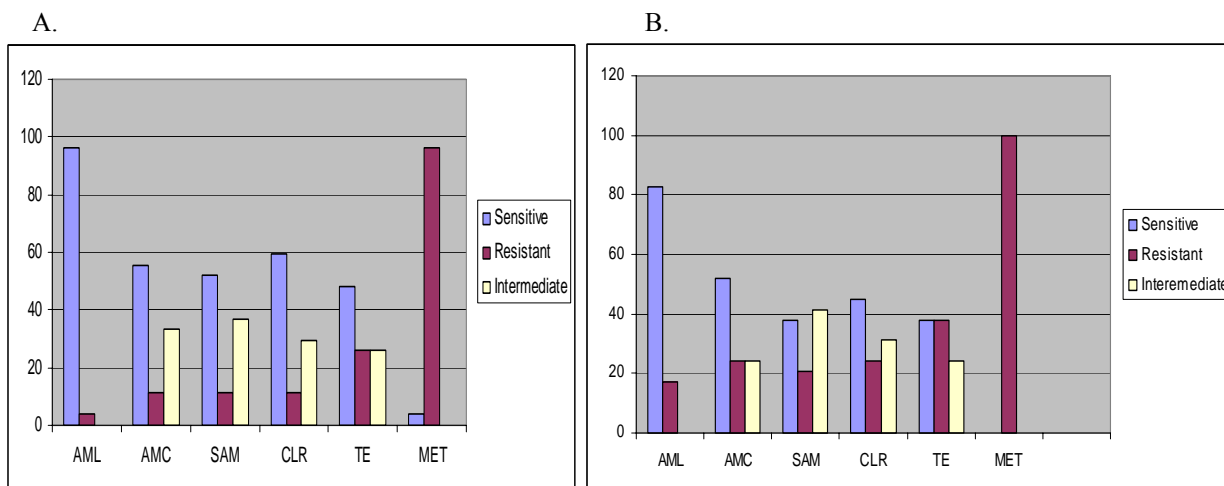 A.
120
100
80
60
40
20
0
AML AMC SAM CLR TE MET
Sensitive
Resistant
Intermediate
B.
120
100
80
60
40
20
0
AML AMC SAM CLR TE MET
Sensitive
Resistant
Interemediate